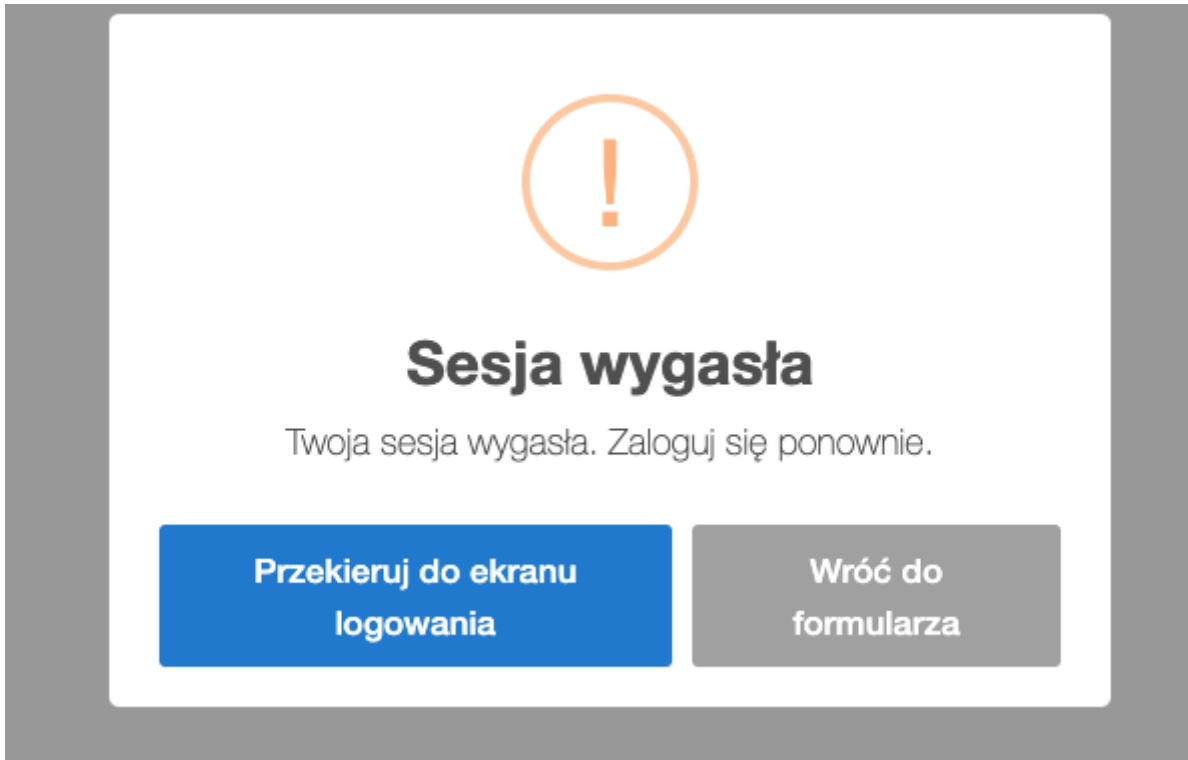 !
Sesja wygasła
Twoja sesja wygasła. Zaloguj się ponownie.
Przekieruj do ekranu
logowania
Wróć do
formularza